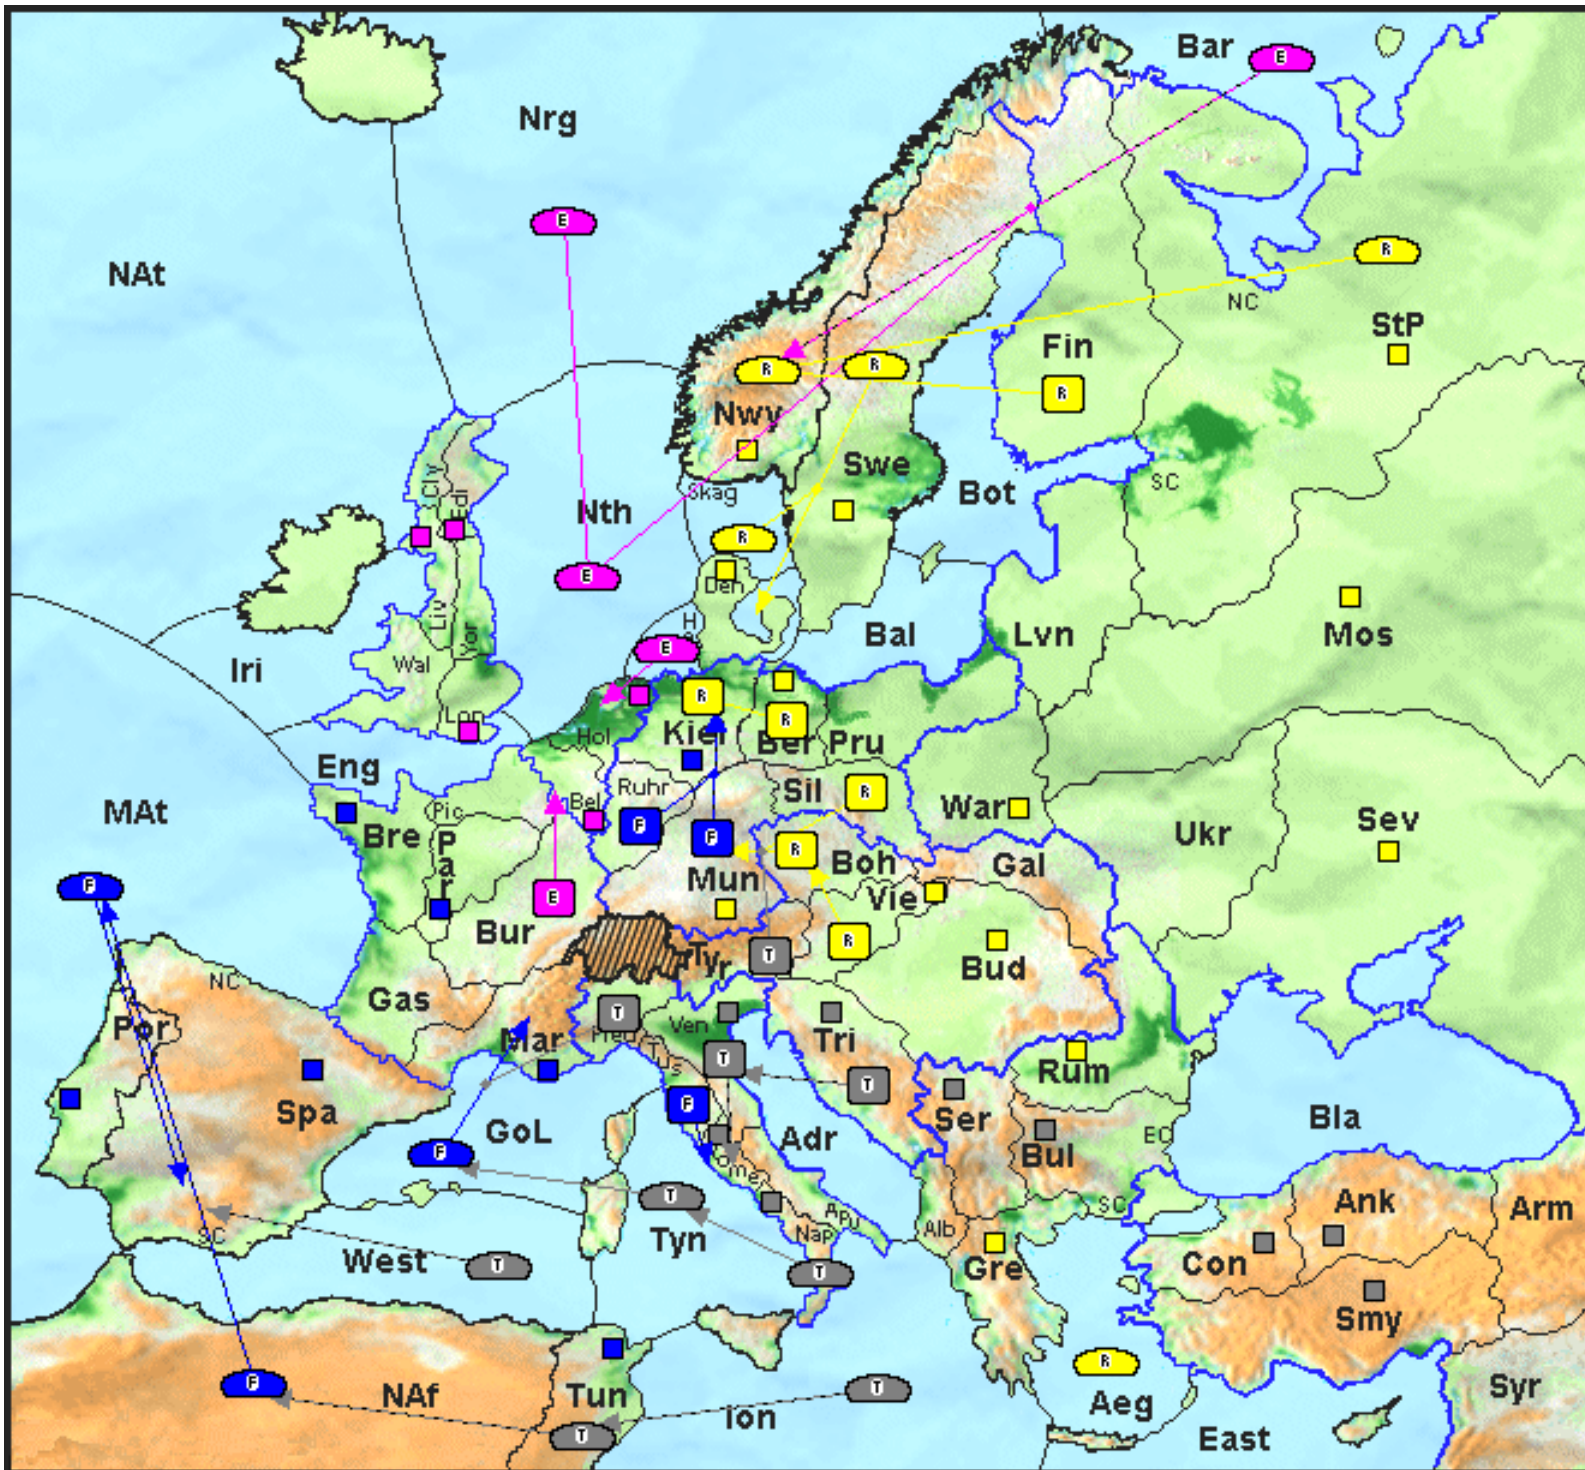 Bar
E
Nrg
E
R
NAt
NC
StP
Fin
R
R
R
Nwy
Swe
Cly
Edi
Skag
Bot
SC
Nth
R
E
Den
Mos
Liv
Yor
H
Bal
Lvn
Iri
Wal
E
R
Lon
Hol
Kiel
R
Ber
Pru
Eng
Ruhr
Sil
R
War
MAt
Pic
Bel
Bre
Par
F
F
R
Boh
Gal
Ukr
Sev
F
Mun
E
Vie
Bur
R
Tyr
T
Bud
NC
Gas
T
Por
Mar
Pied
Ven
Tri
Tus
T
T
Rum
Spa
F
Ser
GoL
Adr
Bla
F
Bul
EC
Rome
T
Apu
Ank
SC
Arm
SC
Tyn
Nap
Alb
West
T
T
Gre
Con
Smy
R
F
NAf
Tun
T
Ion
Aeg
Syr
T
East